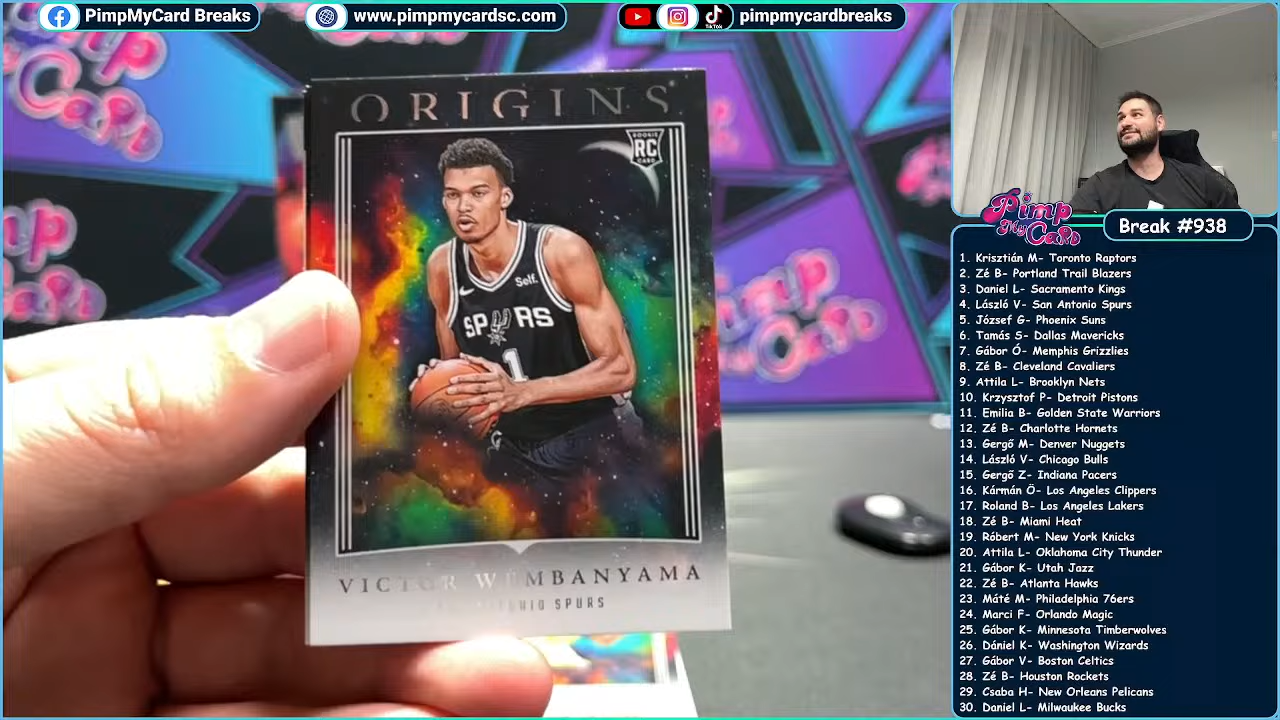 PimpMyCard Breaks
www.pimpmycardsc.com
TikTok
pimpmycardbreaks
ORIGINS
ROOKIE
RC
CARD
Self.
SPURS
1
VICTOR WEMBANYAMA
SPURS
Pimp
My
Card
Break #938
1. Krisztián M- Toronto Raptors
2. Zé B- Portland Trail Blazers
3. Daniel L- Sacramento Kings
4. László V- San Antonio Spurs
5. József G- Phoenix Suns
6. Tamás S- Dallas Mavericks
7. Gábor Ó- Memphis Grizzlies
8. Zé B- Cleveland Cavaliers
9. Attila L- Brooklyn Nets
10. Krzysztof P- Detroit Pistons
11. Emilia B- Golden State Warriors
12. Zé B- Charlotte Hornets
13. Gergő M- Denver Nuggets
14. László V- Chicago Bulls
15. Gergő Z- Indiana Pacers
16. Kármán Ö- Los Angeles Clippers
17. Roland B- Los Angeles Lakers
18. Zé B- Miami Heat
19. Róbert M- New York Knicks
20. Attila L- Oklahoma City Thunder
21. Gábor K- Utah Jazz
22. Zé B- Atlanta Hawks
23. Máté M- Philadelphia 76ers
24. Marci F- Orlando Magic
25. Gábor K- Minnesota Timberwolves
26. Dániel K- Washington Wizards
27. Gábor V- Boston Celtics
28. Zé B- Houston Rockets
29. Csaba H- New Orleans Pelicans
30. Daniel L- Milwaukee Bucks